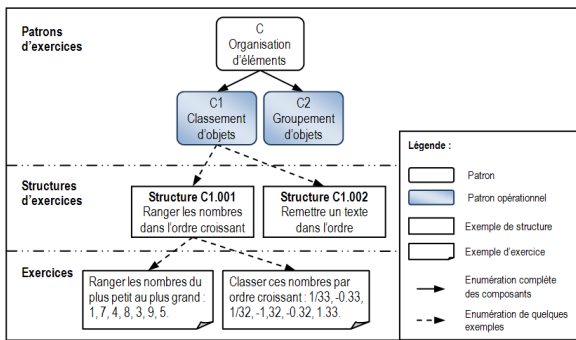 Patrons
d'exercices
C
Organisation
d'éléments
C1
Classement
d'objets
C2
Groupement
d'objets
Structures
d'exercices
Structure C1.001
Ranger les nombres
dans l'ordre croissant
Structure C1.002
Remettre un texte
dans l'ordre
Exercices
Ranger les nombres du
plus petit au plus grand :
1, 7, 4, 8, 3, 9, 5.
Classer ces nombres par
ordre croissant : 1/33, -0.33,
1/32, -1,32, -0.32, 1.33.
Légende :
Patron
Patron opérationnel
Exemple de structure
Exemple d'exercice
Enumération complète
des composants
Enumération de quelques
exemples